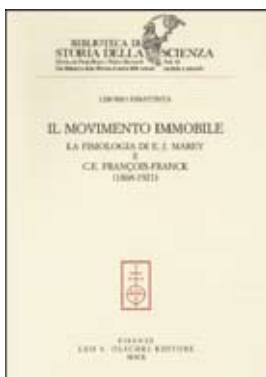 BIBLIOTECA DI
STORIA DELLA SCIENZA
LIBORIO DIBATTISTA
IL MOVIMENTO IMMOBILE
LA FISIOLOGIA DI E. J. MAREY
E
C.E. FRANÇOIS-FRANCK
(1868-1921)
FIRENZE
LEO S. OLSCHKI EDITORE
MMX